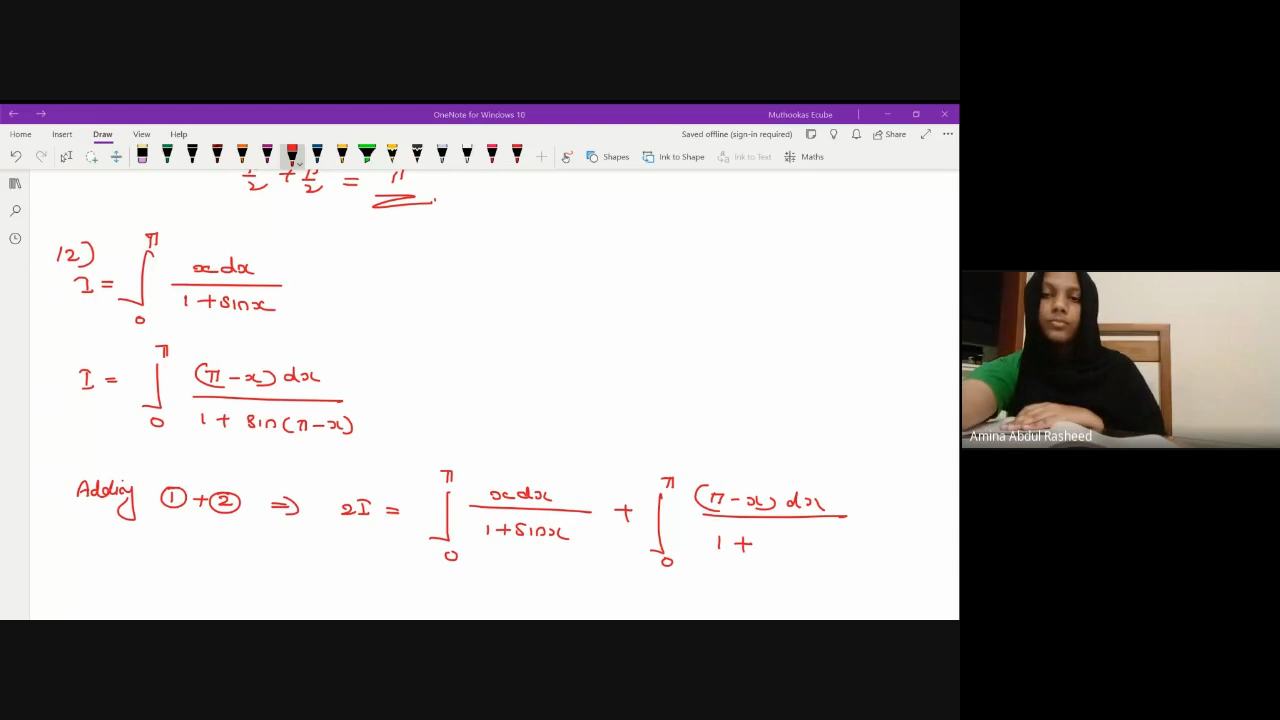 OneNote for Windows 10
Muthookas Ecube
Home Insert Draw View Help
Saved offline (sign-in required) Share
Shapes Ink to Shape Ink to Text Maths
π/2 + π/2 = π
12)
I = ∫₀^π x dx / (1 + sin x)
I = ∫₀^π (π - x) dx / (1 + sin(π - x))
Adding ① + ② ⇒ 2I = ∫₀^π x dx / (1 + sin x) + ∫₀^π (π - x) dx / (1 +
Amina Abdul Rasheed